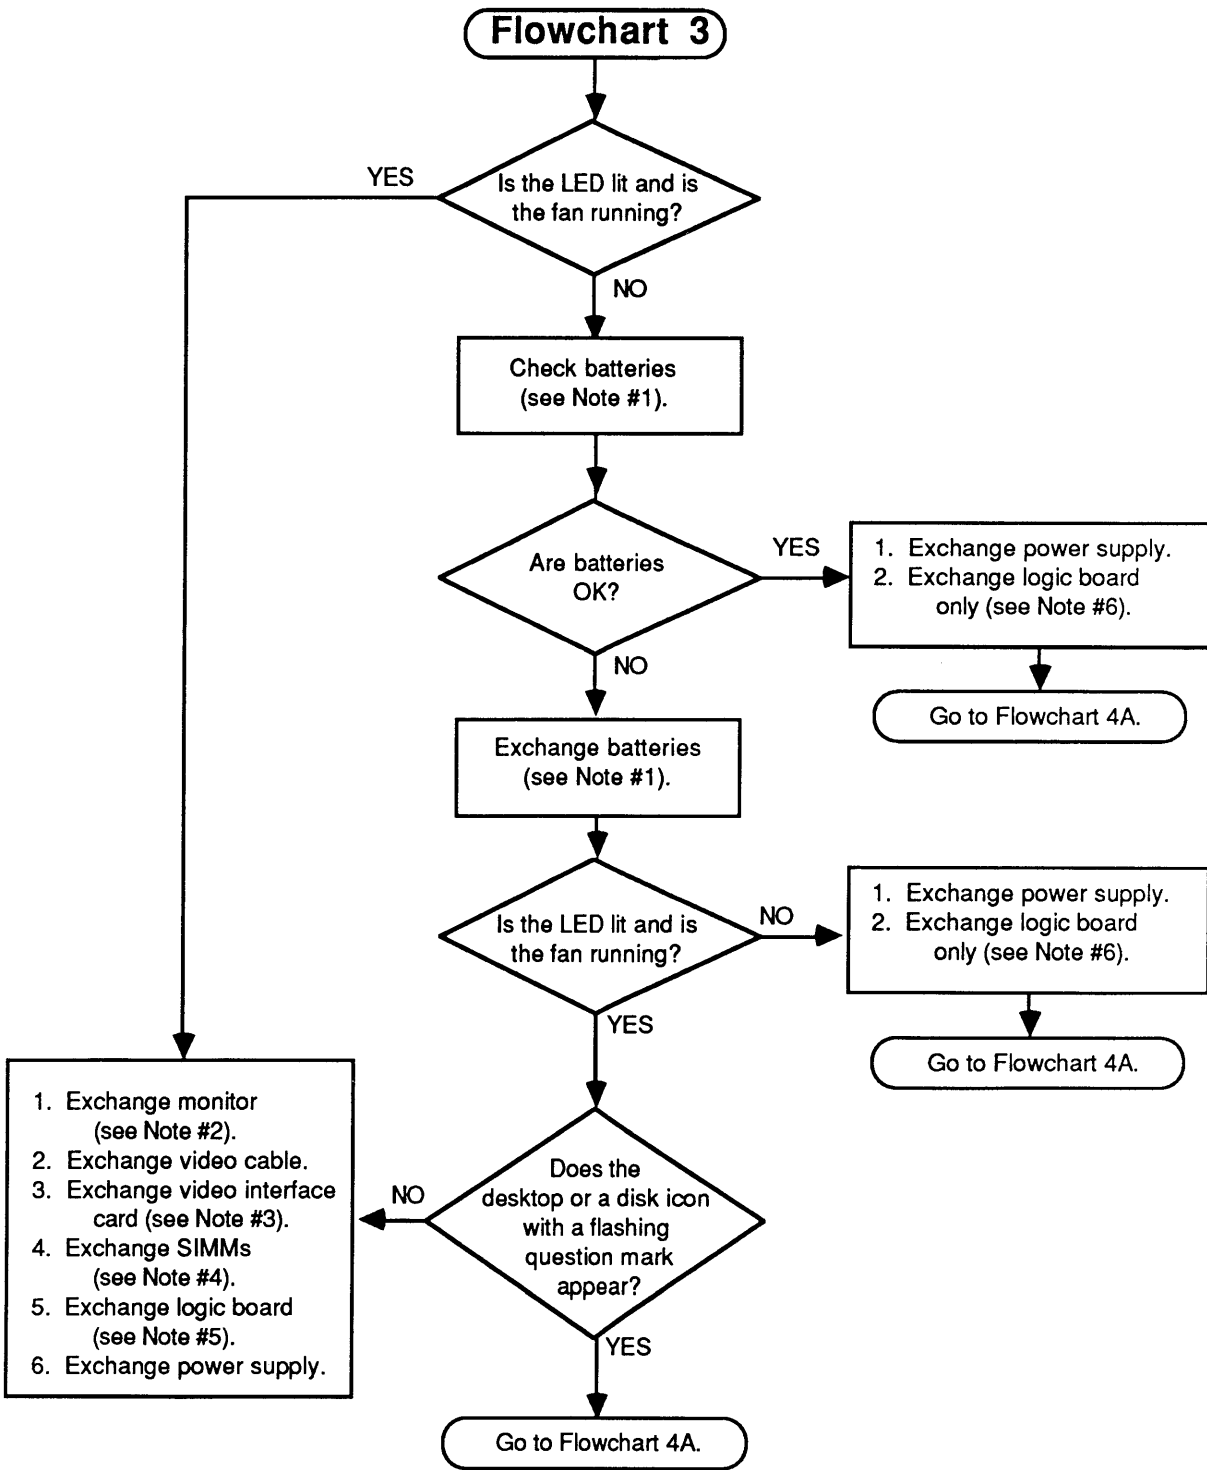 Flowchart 3
Is the LED lit and is
the fan running?
YES
NO
Check batteries
(see Note #1).
Are batteries
OK?
YES
1. Exchange power supply.
2. Exchange logic board
only (see Note #6).
Go to Flowchart 4A.
NO
Exchange batteries
(see Note #1).
Is the LED lit and is
the fan running?
NO
1. Exchange power supply.
2. Exchange logic board
only (see Note #6).
Go to Flowchart 4A.
YES
Does the
desktop or a disk icon
with a flashing
question mark
appear?
NO
1. Exchange monitor
(see Note #2).
2. Exchange video cable.
3. Exchange video interface
card (see Note #3).
4. Exchange SIMMs
(see Note #4).
5. Exchange logic board
(see Note #5).
6. Exchange power supply.
YES
Go to Flowchart 4A.